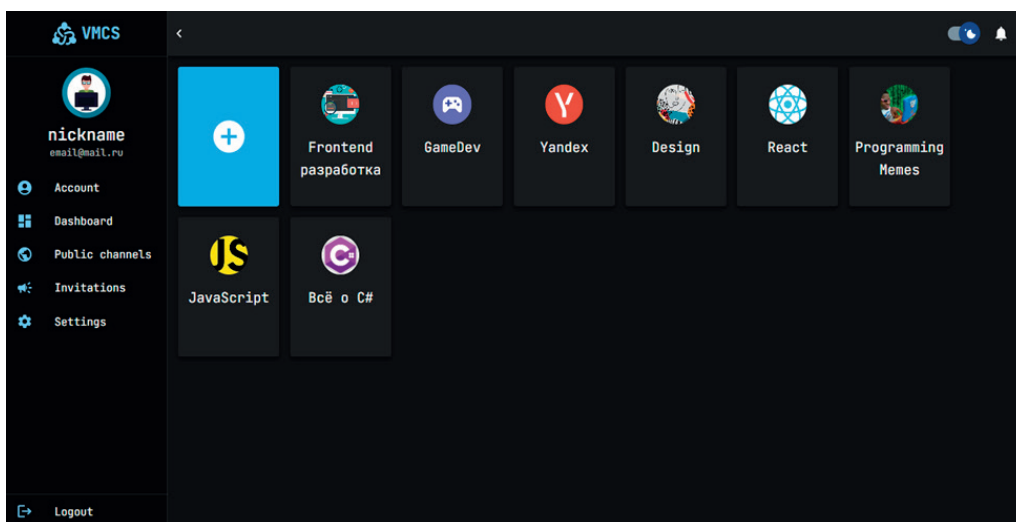 VMCS
nickname
email@mail.ru
Account
Dashboard
Public channels
Invitations
Settings
Logout
Frontend
разработка
GameDev
Yandex
Design
React
Programming
Memes
JS
JavaScript
C#
Всё о C#